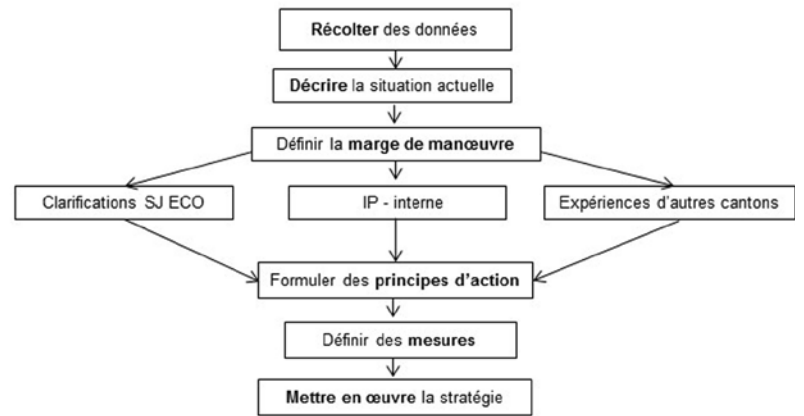 Récolter des données
Décrire la situation actuelle
Définir la marge de manœuvre
Clarifications SJ ECO
IP - interne
Expériences d'autres cantons
Formuler des principes d'action
Définir des mesures
Mettre en œuvre la stratégie